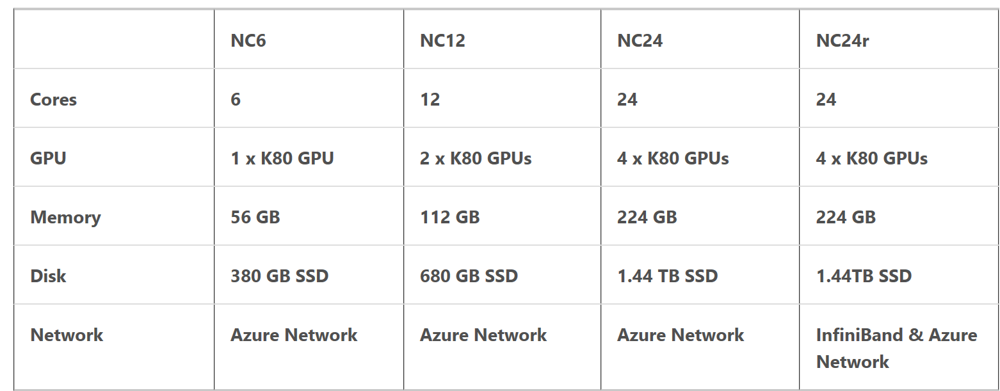 NC6 NC12 NC24 NC24r
Cores 6 12 24 24
GPU 1 x K80 GPU 2 x K80 GPUs 4 x K80 GPUs 4 x K80 GPUs
Memory 56 GB 112 GB 224 GB 224 GB
Disk 380 GB SSD 680 GB SSD 1.44 TB SSD 1.44TB SSD
Network Azure Network Azure Network Azure Network InfiniBand & Azure
Network